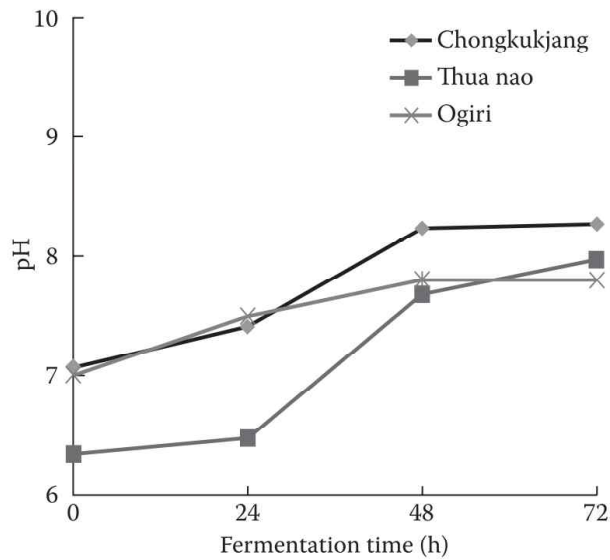 10
9
8
7
6
pH
Chongkukjang
Thua nao
Ogiri
0 24 48 72
Fermentation time (h)